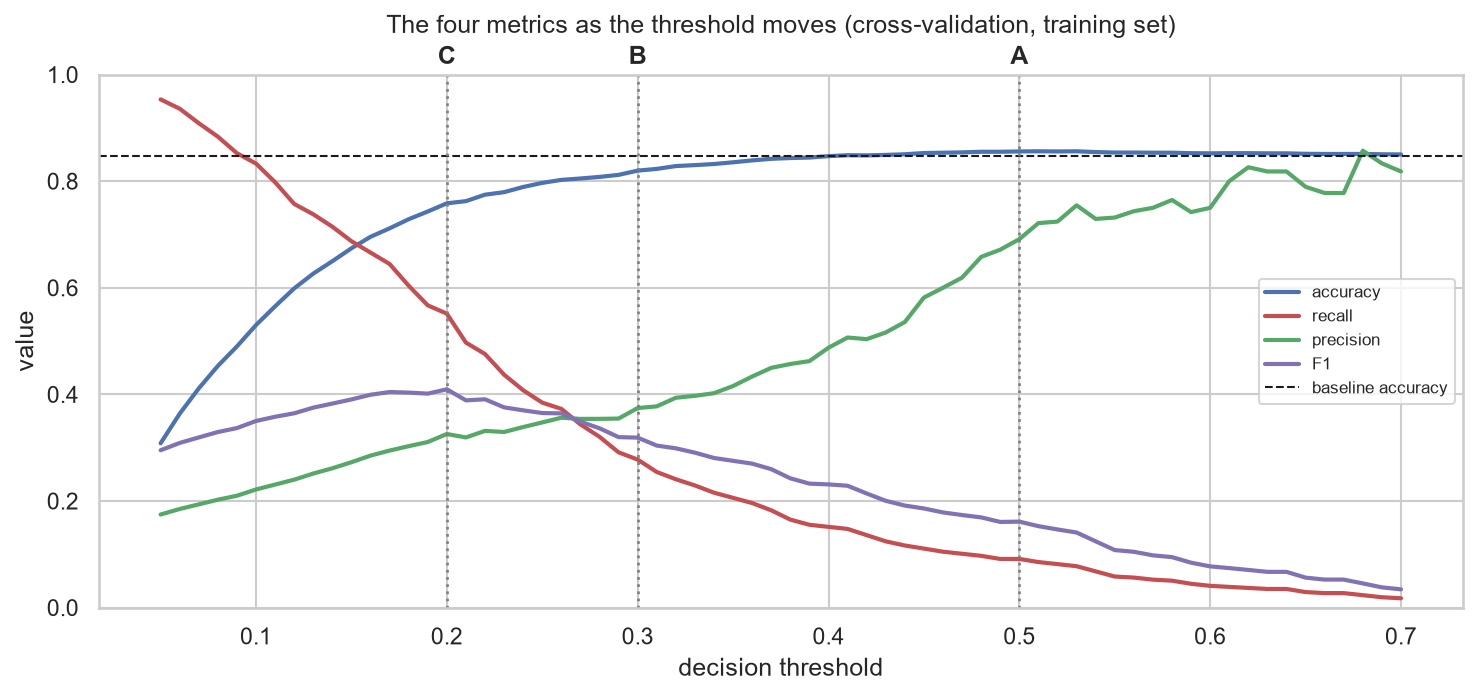 The four metrics as the threshold moves (cross-validation, training set)
C B A
1.0
0.8
0.6
0.4
0.2
0.0
value
accuracy
recall
precision
F1
baseline accuracy
0.1 0.2 0.3 0.4 0.5 0.6 0.7
decision threshold